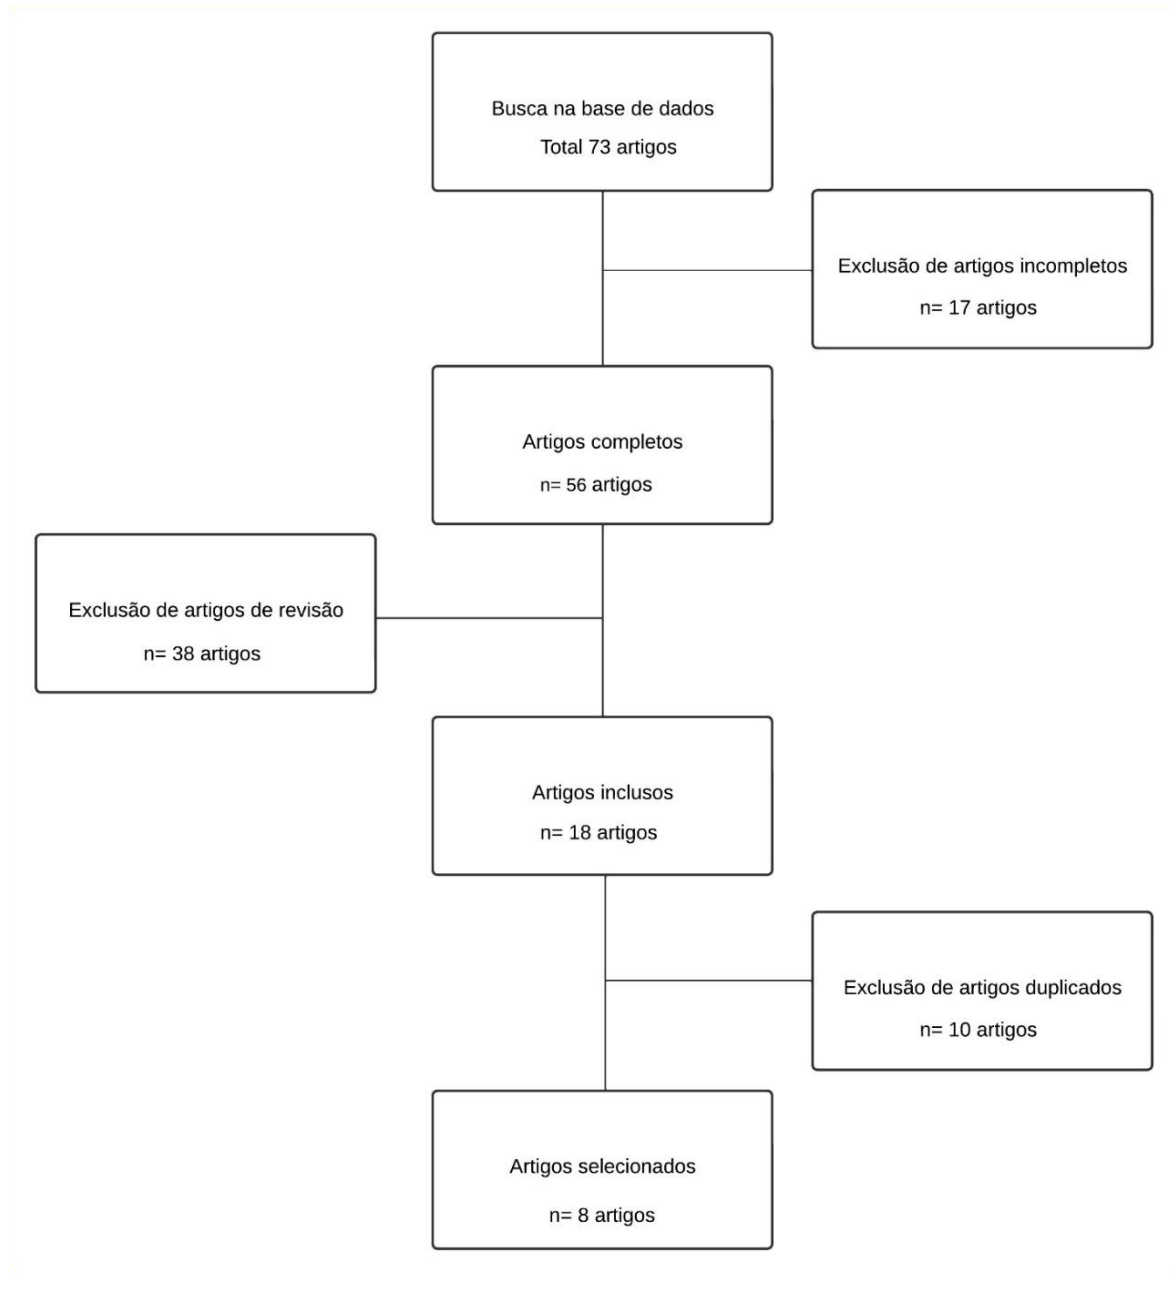 Busca na base de dados
Total 73 artigos
Exclusão de artigos incompletos
n= 17 artigos
Artigos completos
n= 56 artigos
Exclusão de artigos de revisão
n= 38 artigos
Artigos inclusos
n= 18 artigos
Exclusão de artigos duplicados
n= 10 artigos
Artigos selecionados
n= 8 artigos